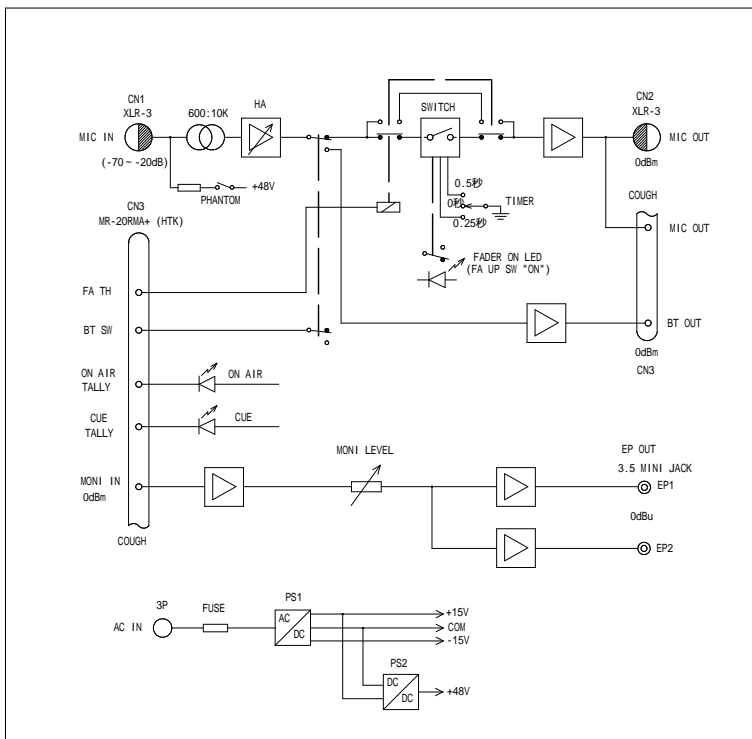 CN1
XLR-3
600:10K
HA
SWITCH
CN2
XLR-3
MIC IN
MIC OUT
(-70 ~ -20dB)
0dBm
+48V
PHANTOM
0.5秒
0秒
TIMER
0.25秒
COUGH
CN3
MR-20RMA+ (HTK)
MIC OUT
FADER ON LED
(FA UP SW "ON")
FA TH
BT SW
BT OUT
0dBm
CN3
ON AIR
TALLY
ON AIR
CUE
TALLY
CUE
MONI LEVEL
EP OUT
3.5 MINI JACK
MONI IN
0dBm
EP1
0dBu
COUGH
EP2
AC IN
3P
FUSE
PS1
AC
DC
+15V
COM
-15V
PS2
DC
DC
+48V